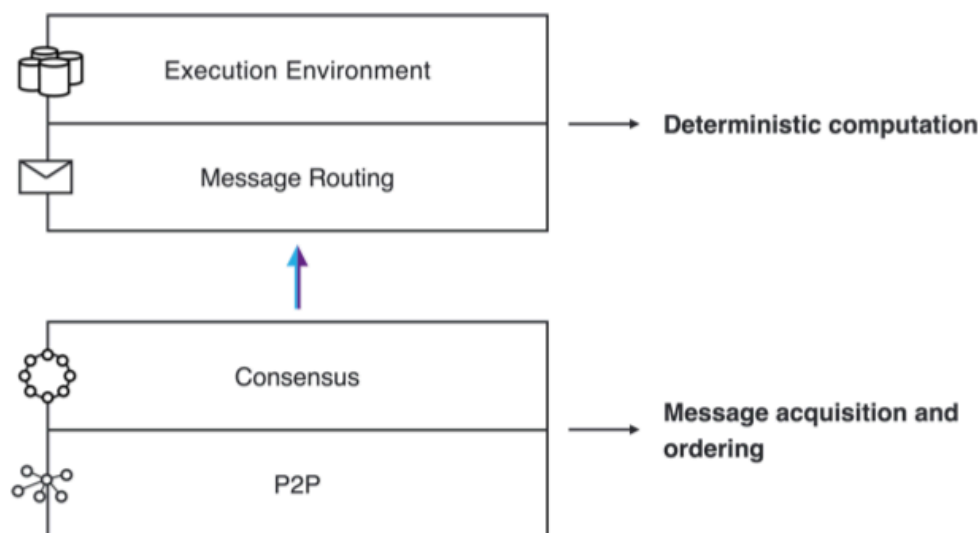 Execution Environment
Deterministic computation
Message Routing
Consensus
Message acquisition and
ordering
P2P